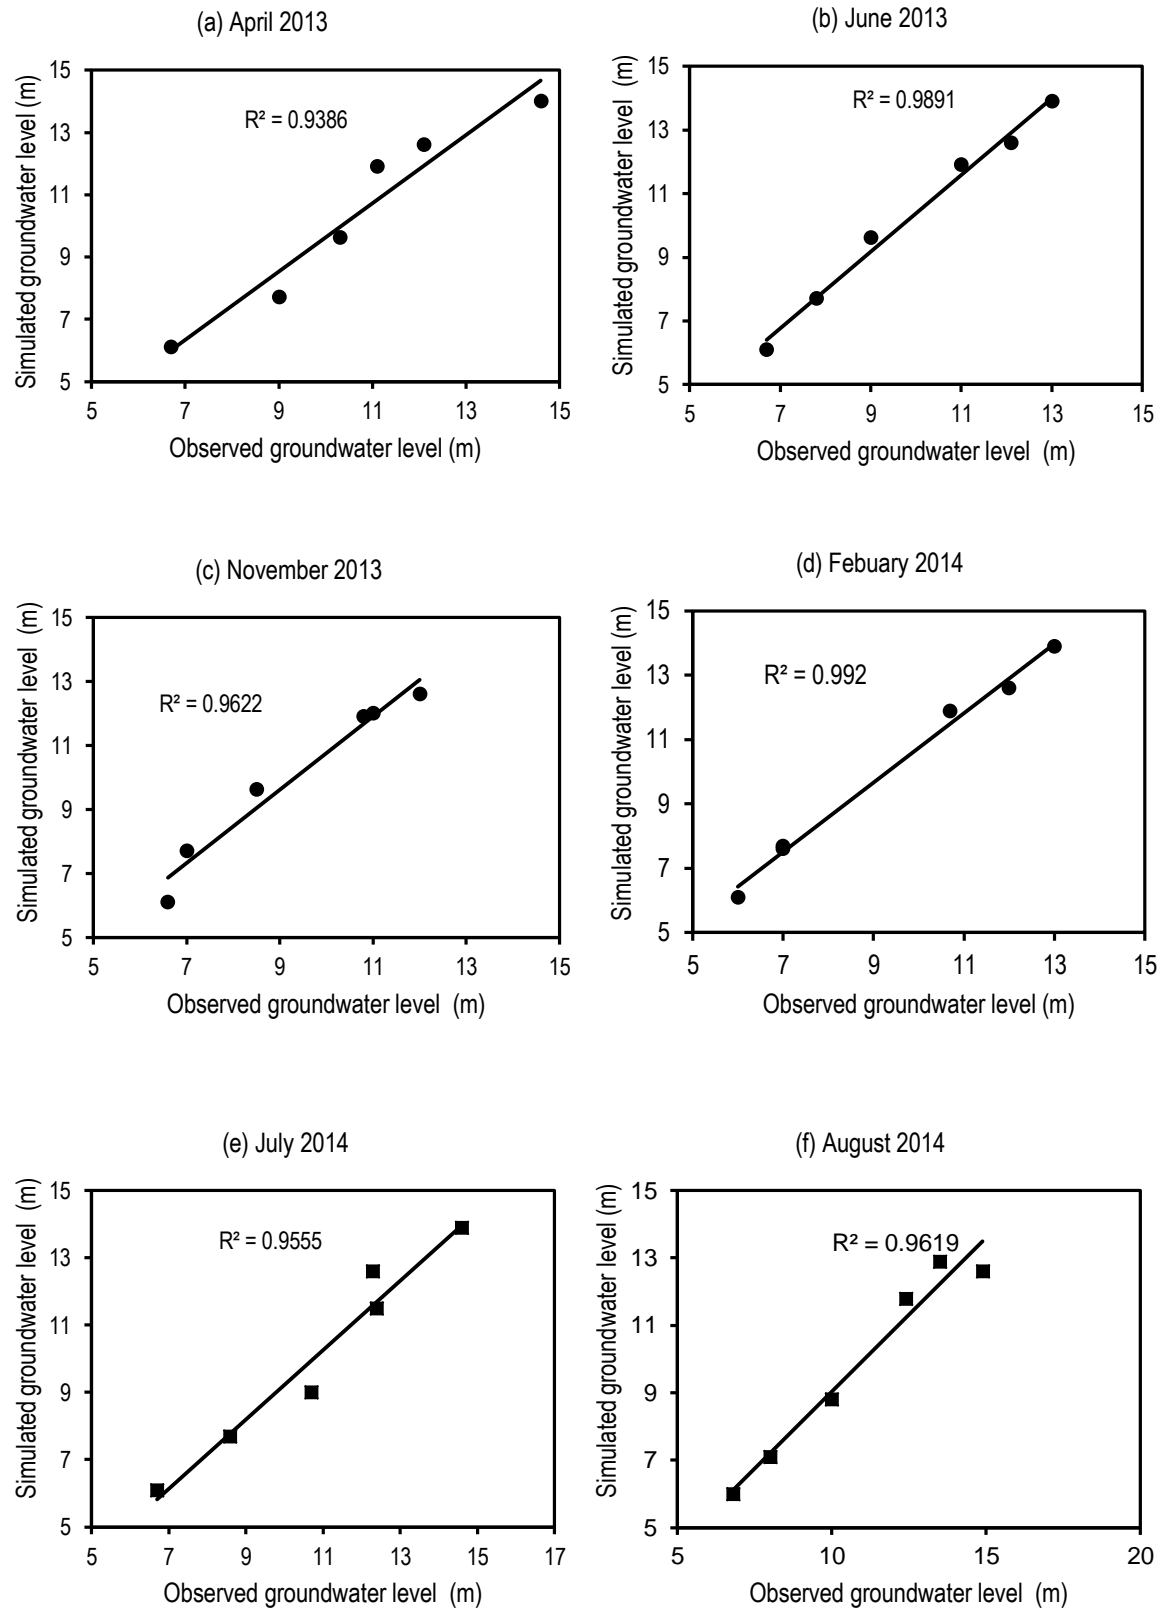 (a) April 2013
Simulated groundwater level (m)
15
13
11
9
7
5
R² = 0.9386
5 7 9 11 13 15
Observed groundwater level (m)
(b) June 2013
Simulated groundwater level (m)
15
13
11
9
7
5
R² = 0.9891
5 7 9 11 13 15
Observed groundwater level (m)
(c) November 2013
Simulated groundwater level (m)
15
13
11
9
7
5
R² = 0.9622
5 7 9 11 13 15
Observed groundwater level (m)
(d) Febuary 2014
Simulated groundwater level (m)
15
13
11
9
7
5
R² = 0.992
5 7 9 11 13 15
Observed groundwater level (m)
(e) July 2014
Simulated groundwater level (m)
15
13
11
9
7
5
R² = 0.9555
5 7 9 11 13 15 17
Observed groundwater level (m)
(f) August 2014
Simulated groundwater level (m)
15
13
11
9
7
5
R² = 0.9619
5 10 15 20
Observed groundwater level (m)